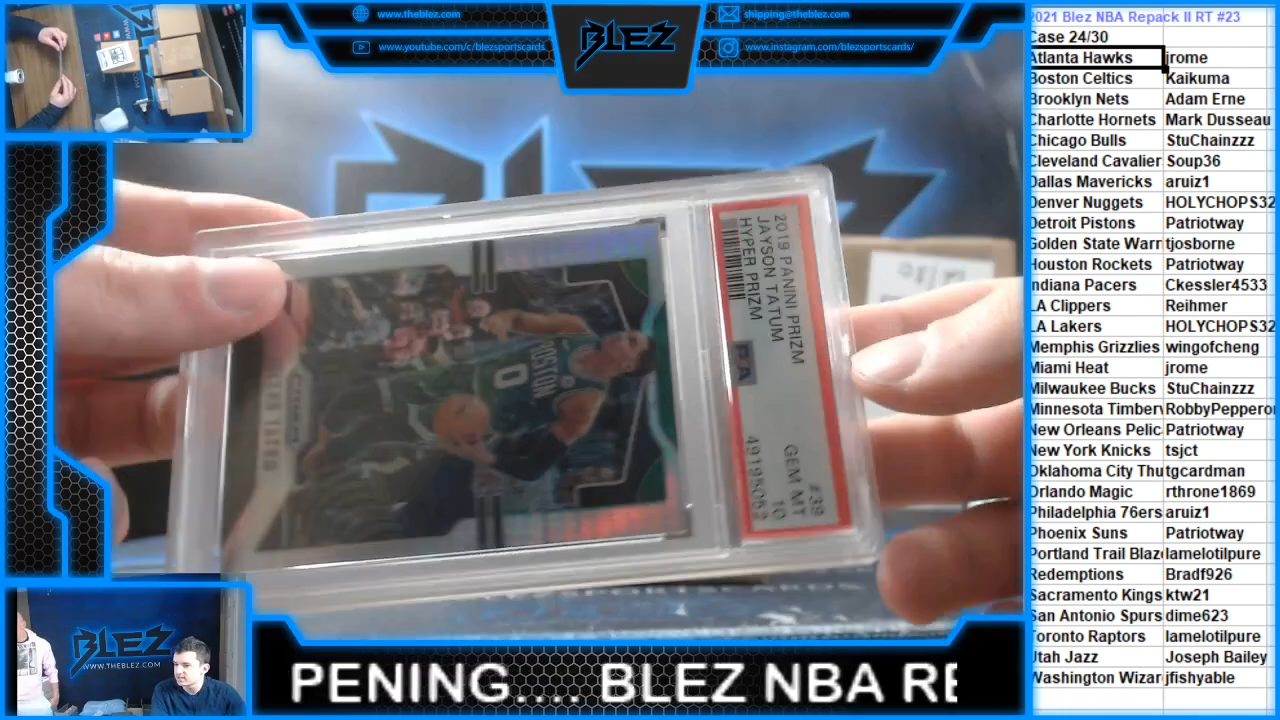 www.theblez.com
www.youtube.com/c/blezsportscards
BLEZ
shipping@theblez.com
www.instagram.com/blezsportscards/
2019 PANINI PRIZM
JAYSON TATUM
HYPER PRIZM
PSA
#39
GEM MT
10
49195052
BOSTON
0
BLEZ
WWW.THEBLEZ.COM
PENING.... BLEZ NBA RE
2021 Blez NBA Repack II RT #23
Case 24/30
Atlanta Hawks jrome
Boston Celtics Kaikuma
Brooklyn Nets Adam Erne
Charlotte Hornets Mark Dusseau
Chicago Bulls StuChainzzz
Cleveland Cavalier Soup36
Dallas Mavericks aruiz1
Denver Nuggets HOLYCHOPS32
Detroit Pistons Patriotway
Golden State Warr tjosborne
Houston Rockets Patriotway
Indiana Pacers Ckessler4533
LA Clippers Reihmer
LA Lakers HOLYCHOPS32
Memphis Grizzlies wingofcheng
Miami Heat jrome
Milwaukee Bucks StuChainzzz
Minnesota Timberv RobbyPeppero
New Orleans Pelic Patriotway
New York Knicks tsjct
Oklahoma City Thu tgcardman
Orlando Magic rthrone1869
Philadelphia 76ers aruiz1
Phoenix Suns Patriotway
Portland Trail Blaz lamelotilpure
Redemptions Bradf926
Sacramento Kings ktw21
San Antonio Spurs dime623
Toronto Raptors lamelotilpure
Utah Jazz Joseph Bailey
Washington Wizar jfishyable